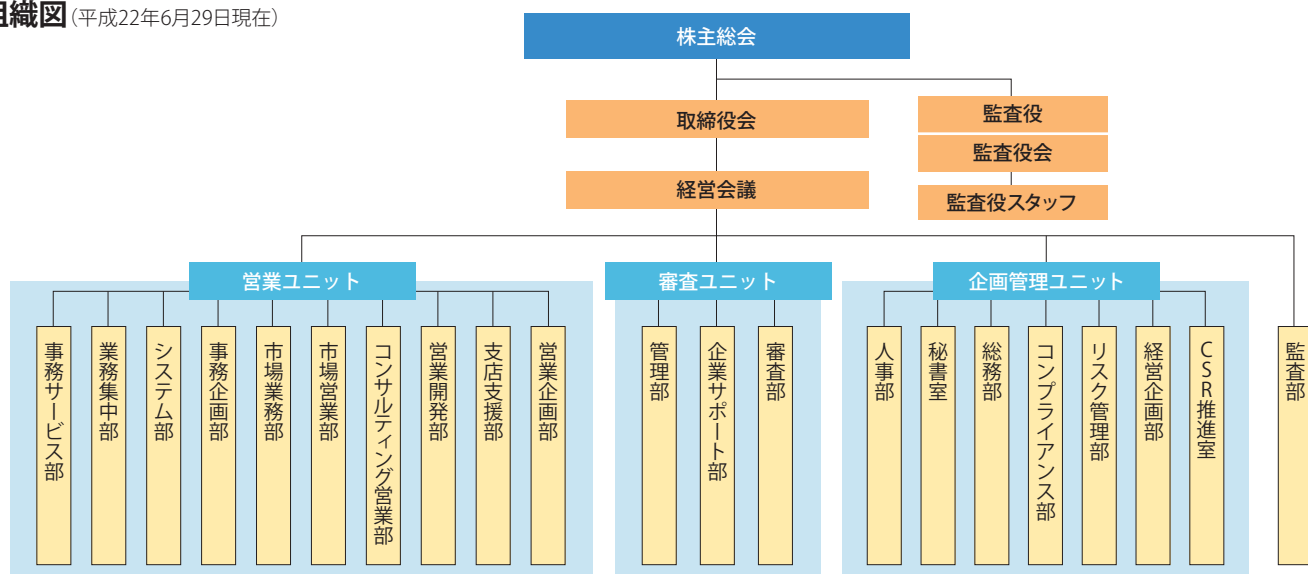 組織図(平成22年6月29日現在)
株主総会
取締役会
監査役
監査役会
経営会議
監査役スタッフ
営業ユニット
審査ユニット
企画管理ユニット
事務サービス部
業務集中部
システム部
事務企画部
市場業務部
市場営業部
コンサルティング営業部
営業開発部
支店支援部
営業企画部
管理部
企業サポート部
審査部
人事部
秘書室
総務部
コンプライアンス部
リスク管理部
経営企画部
CSR推進室
監査部